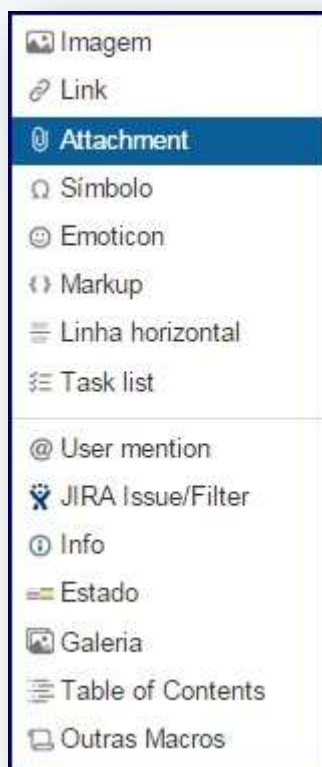 Imagem
Link
Attachment
Símbolo
Emoticon
Markup
Linha horizontal
Task list
User mention
JIRA Issue/Filter
Info
Estado
Galeria
Table of Contents
Outras Macros